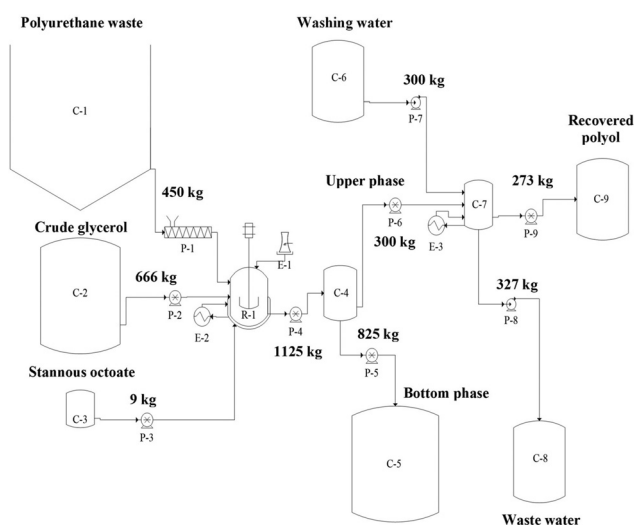 Polyurethane waste
Washing water
C-6
300 kg
P-7
C-1
Recovered
polyol
450 kg
Upper phase
273 kg
C-7
C-9
P-6
P-9
Crude glycerol
P-1
E-1
300 kg
E-3
666 kg
C-2
P-2
R-1
C-4
327 kg
P-8
E-2
P-4
1125 kg
825 kg
P-5
Stannous octoate
9 kg
C-3
P-3
Bottom phase
C-5
C-8
Waste water